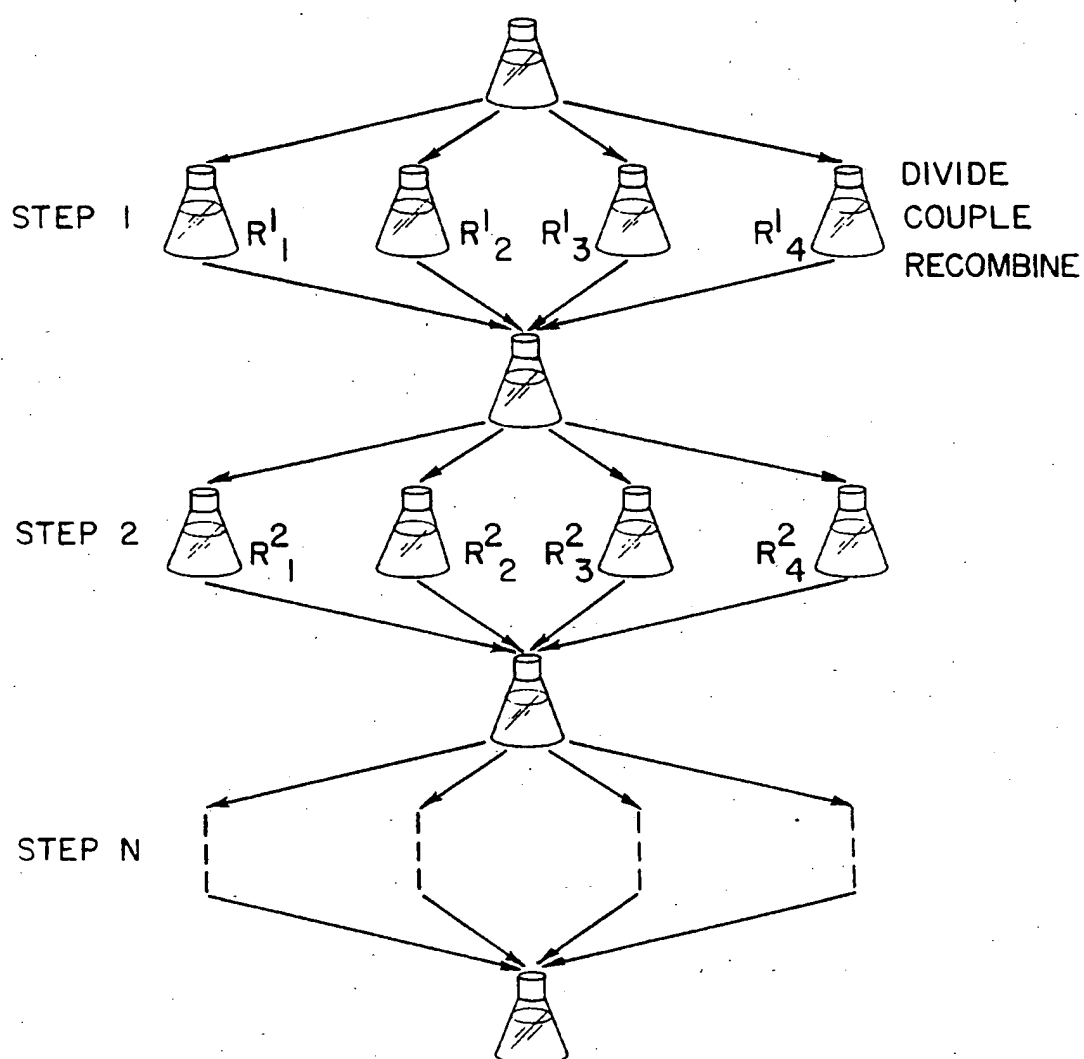 STEP 1
R¹₁
R¹₂
R¹₃
R¹₄
DIVIDE
COUPLE
RECOMBINE
STEP 2
R²₁
R²₂
R²₃
R²₄
STEP N